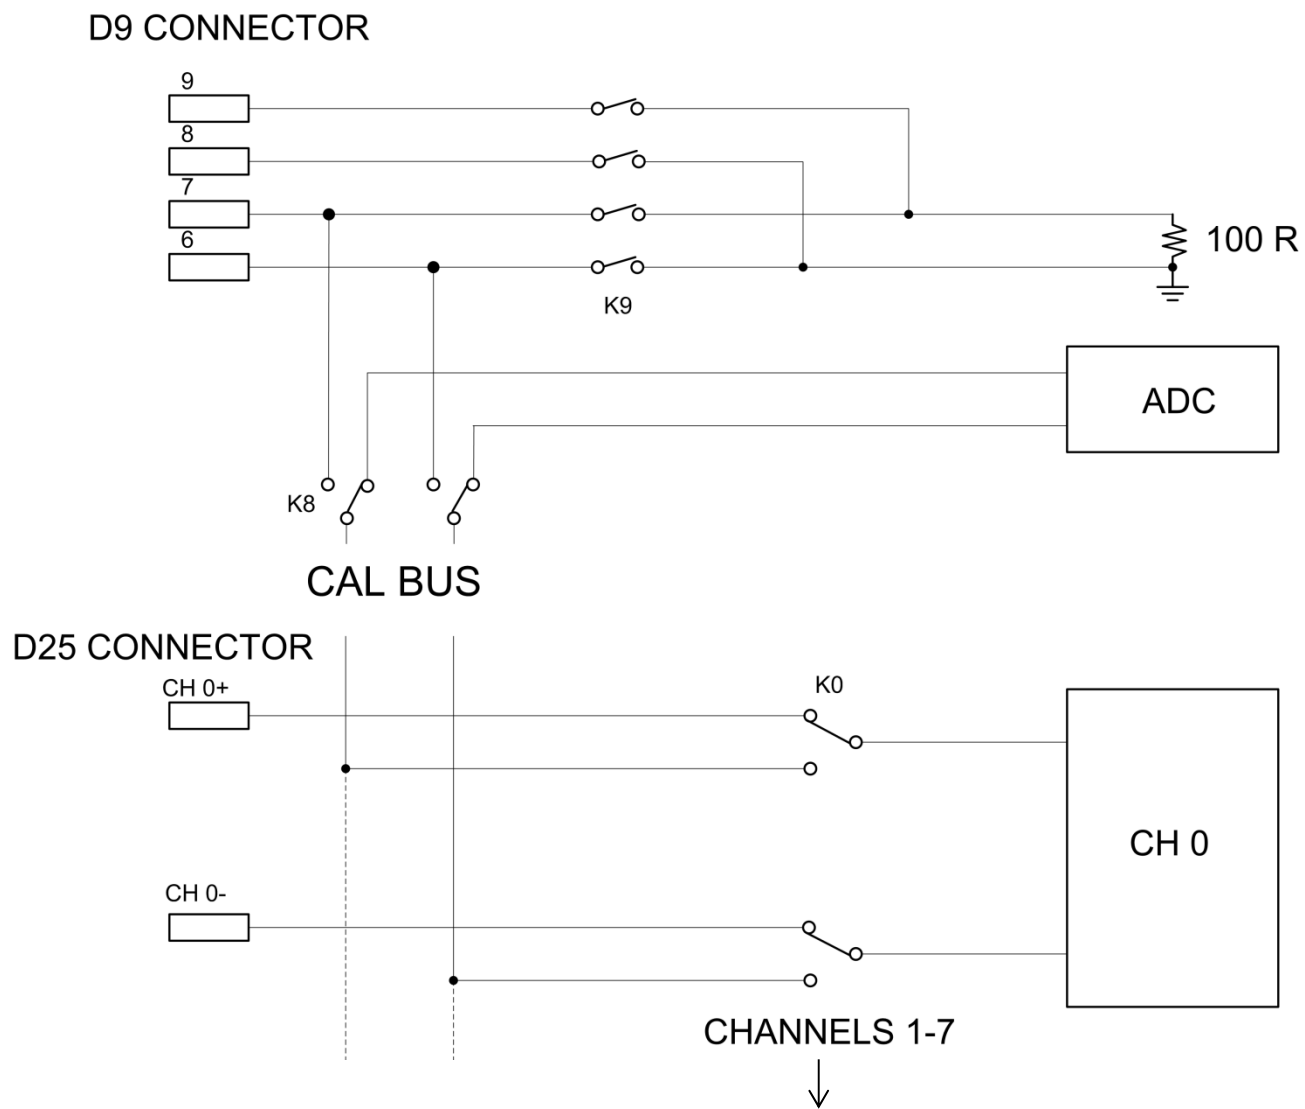 D9 CONNECTOR
9
8
7
6
100 R
K9
ADC
K8
CAL BUS
D25 CONNECTOR
CH 0+
K0
CH 0
CH 0-
CHANNELS 1-7